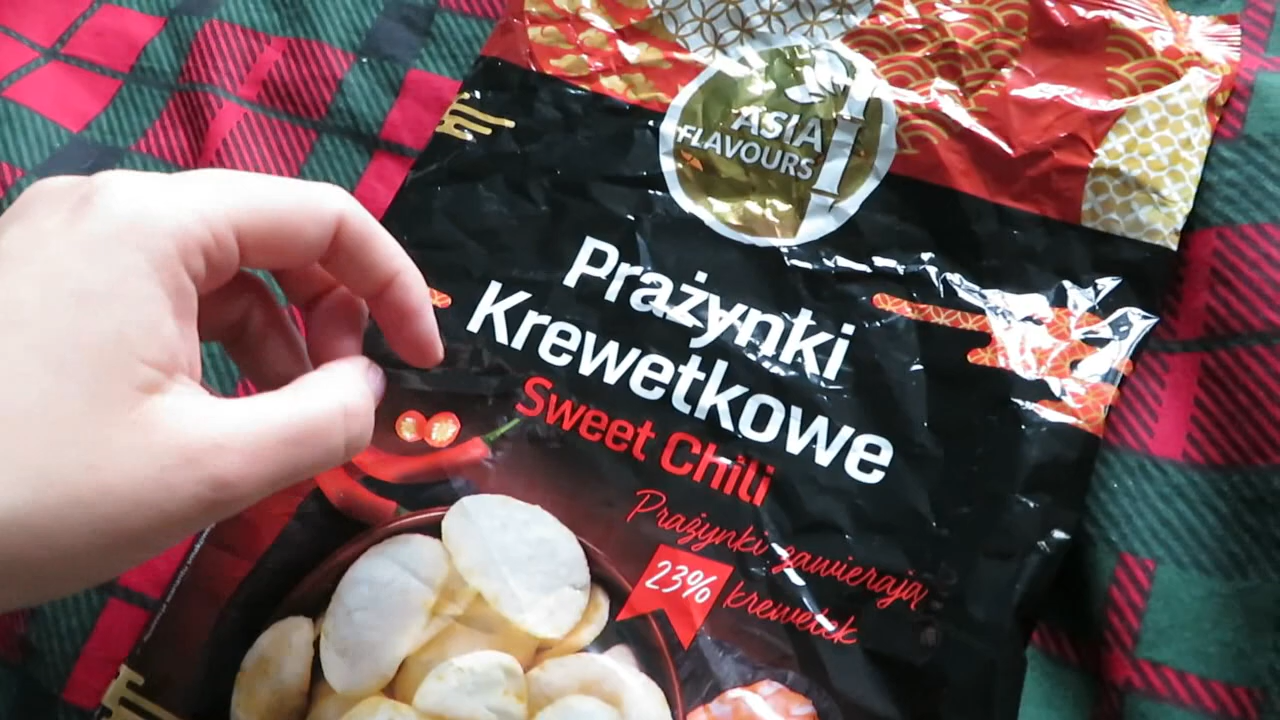 ASIA
FLAVOURS
Prażynki
Krewetkowe
Sweet Chili
Prażynki zawierają
23% krewetek